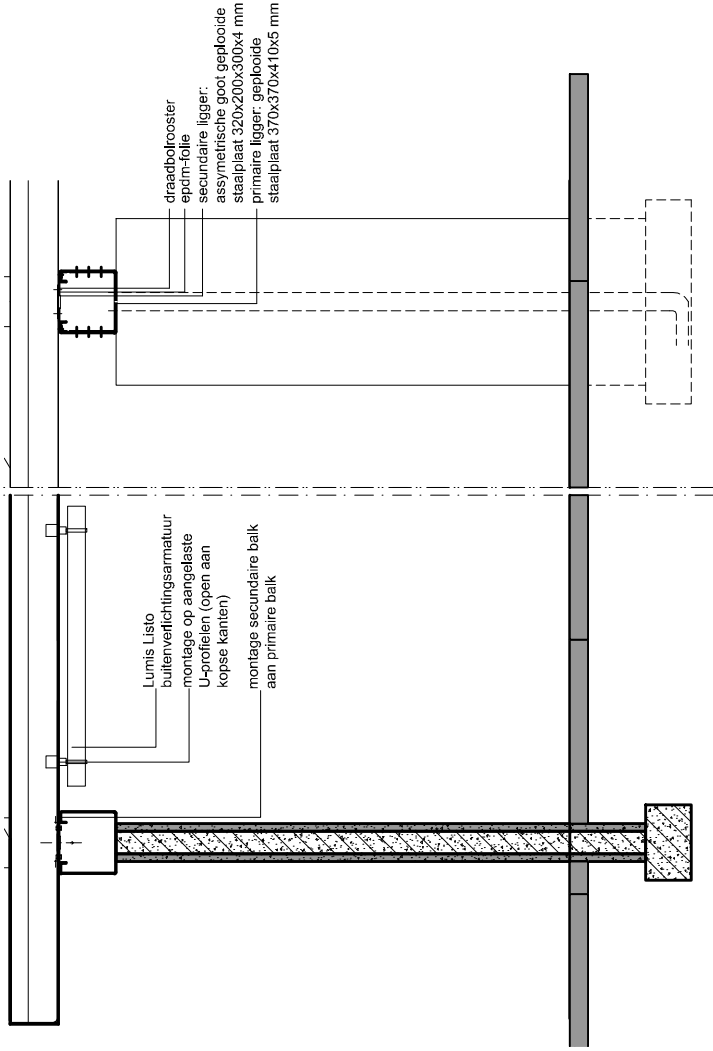 draadbolrooster
epdm-folie
secundaire ligger:
assymetrische goot geplooide
staalplaat 320x200x300x4 mm
primaire ligger: geplooide
staalplaat 370x370x410x5 mm
Lumis Listo
buitenverlichtingsarmatuur
montage op aangelaste
U-profielen (open aan
kopse kanten)
montage secundaire balk
aan primaire balk